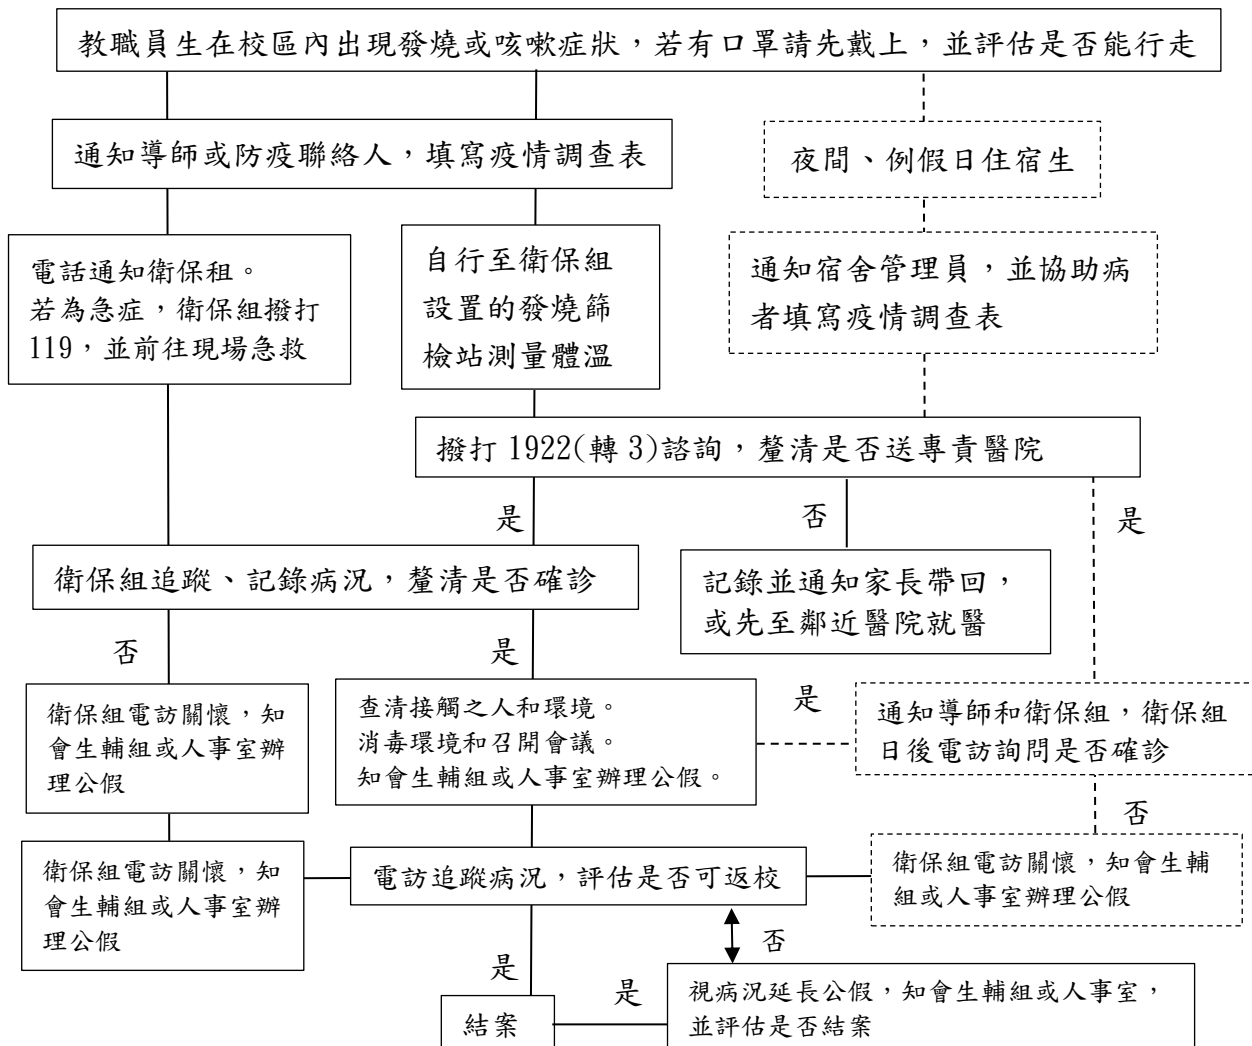 教職員生在校區內出現發燒或咳嗽症狀，若有口罩請先戴上，並評估是否能行走
通知導師或防疫聯絡人，填寫疫情調查表
夜間、例假日住宿生
電話通知衛保租。
若為急症，衛保組撥打
119，並前往現場急救
自行至衛保組
設置的發燒篩
檢站測量體溫
通知宿舍管理員，並協助病
者填寫疫情調查表
撥打 1922(轉 3)諮詢，釐清是否送專責醫院
是
否
是
衛保組追蹤、記錄病況，釐清是否確診
記錄並通知家長帶回，
或先至鄰近醫院就醫
否
是
衛保組電訪關懷，知
會生輔組或人事室辦
理公假
查清接觸之人和環境。
消毒環境和召開會議。
知會生輔組或人事室辦理公假。
是
通知導師和衛保組，衛保組
日後電訪詢問是否確診
否
衛保組電訪關懷，知
會生輔組或人事室辦
理公假
電訪追蹤病況，評估是否可返校
衛保組電訪關懷，知會生輔
組或人事室辦理公假
否
是
結案
是
視病況延長公假，知會生輔組或人事室，
並評估是否結案